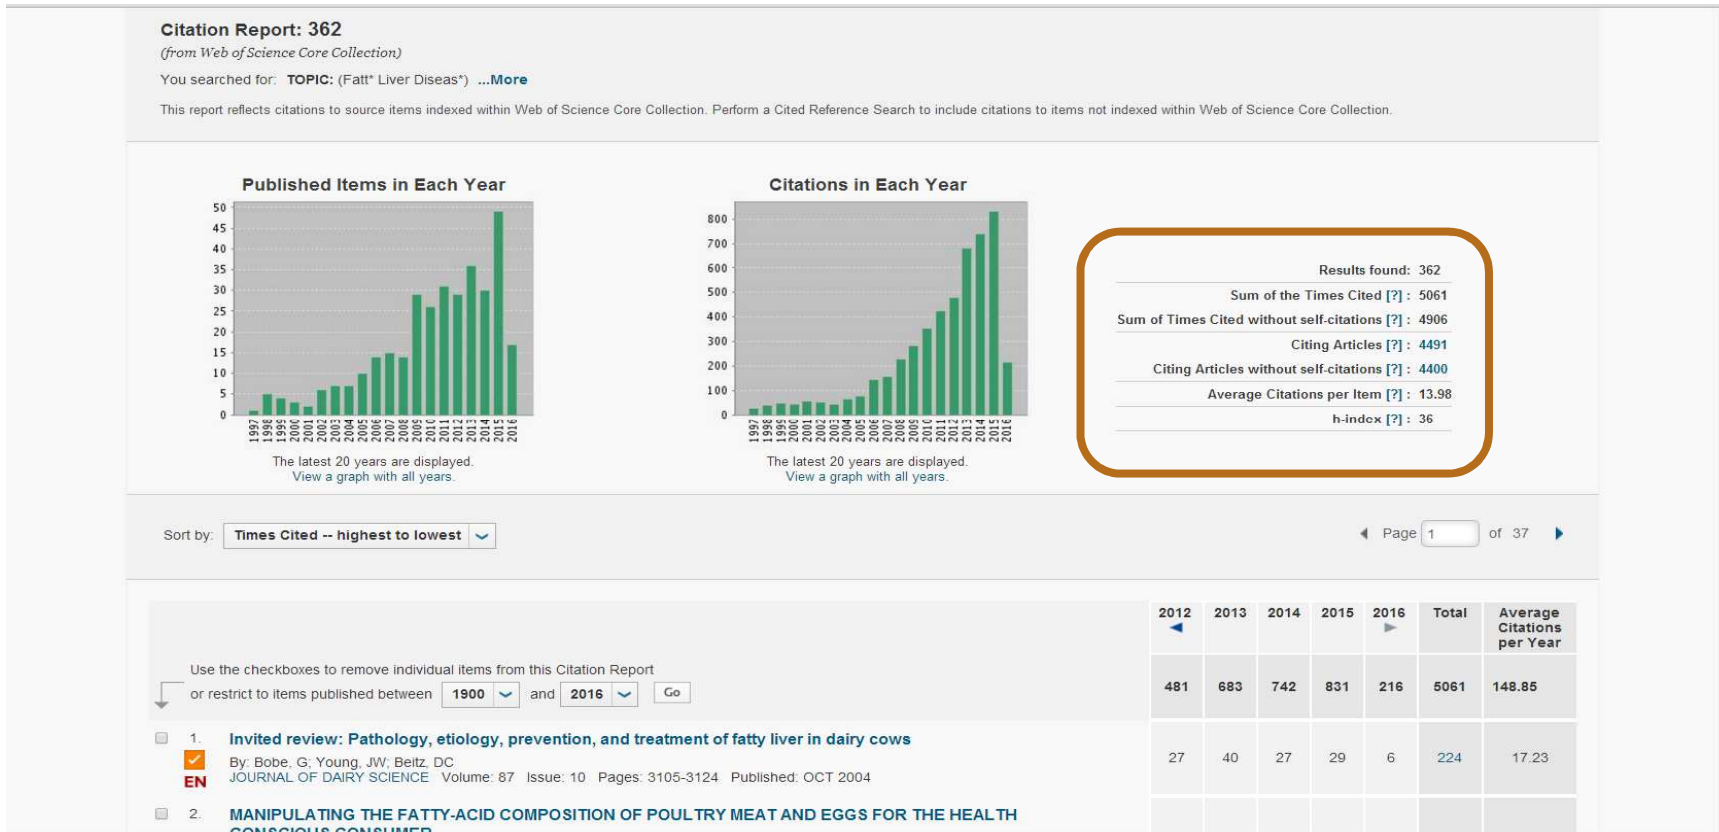 Citation Report: 362
(from Web of Science Core Collection)
You searched for: TOPIC: (Fatt* Liver Diseas*) ...More
This report reflects citations to source items indexed within Web of Science Core Collection. Perform a Cited Reference Search to include citations to items not indexed within Web of Science Core Collection.
Published Items in Each Year
50
45
40
35
30
25
20
15
10
5
0
1997
1998
1999
2000
2001
2002
2003
2004
2005
2006
2007
2008
2009
2010
2011
2012
2013
2014
2015
2016
The latest 20 years are displayed.
View a graph with all years.
Citations in Each Year
800
700
600
500
400
300
200
100
0
1997
1998
1999
2000
2001
2002
2003
2004
2005
2006
2007
2008
2009
2010
2011
2012
2013
2014
2015
2016
The latest 20 years are displayed.
View a graph with all years.
Results found: 362
Sum of the Times Cited [?] : 5061
Sum of Times Cited without self-citations [?] : 4906
Citing Articles [?] : 4491
Citing Articles without self-citations [?] : 4400
Average Citations per Item [?] : 13.98
h-index [?] : 36
Sort by: Times Cited -- highest to lowest
Page 1 of 37
2012 2013 2014 2015 2016 Total Average Citations per Year
Use the checkboxes to remove individual items from this Citation Report
or restrict to items published between 1900 and 2016 Go
481 683 742 831 216 5061 148.85
1. Invited review: Pathology, etiology, prevention, and treatment of fatty liver in dairy cows
By: Bobe, G; Young, JW; Beitz, DC
EN JOURNAL OF DAIRY SCIENCE Volume: 87 Issue: 10 Pages: 3105-3124 Published: OCT 2004
27 40 27 29 6 224 17.23
2. MANIPULATING THE FATTY-ACID COMPOSITION OF POULTRY MEAT AND EGGS FOR THE HEALTH
CONSCIOUS CONSUMER